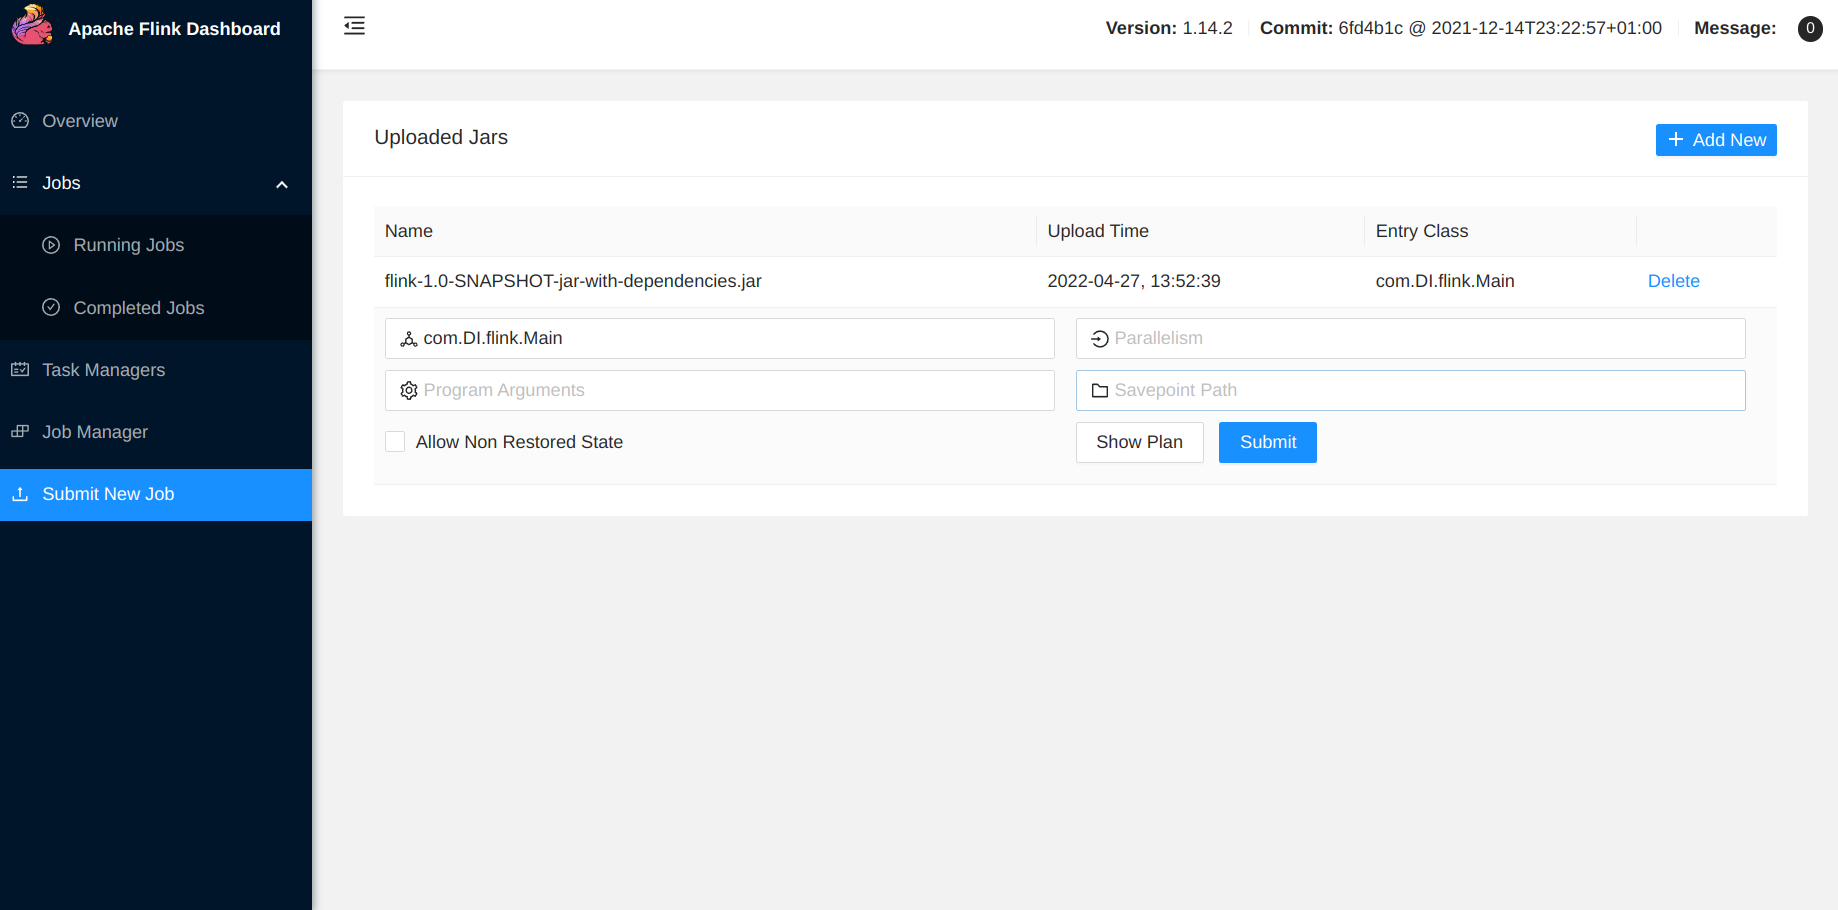 Apache Flink Dashboard
Version: 1.14.2 Commit: 6fd4b1c @ 2021-12-14T23:22:57+01:00 Message: 0
Overview
Jobs
Running Jobs
Completed Jobs
Task Managers
Job Manager
Submit New Job
Uploaded Jars
Add New
Name Upload Time Entry Class
flink-1.0-SNAPSHOT-jar-with-dependencies.jar 2022-04-27, 13:52:39 com.DI.flink.Main Delete
com.DI.flink.Main Parallelism
Program Arguments Savepoint Path
Allow Non Restored State Show Plan Submit